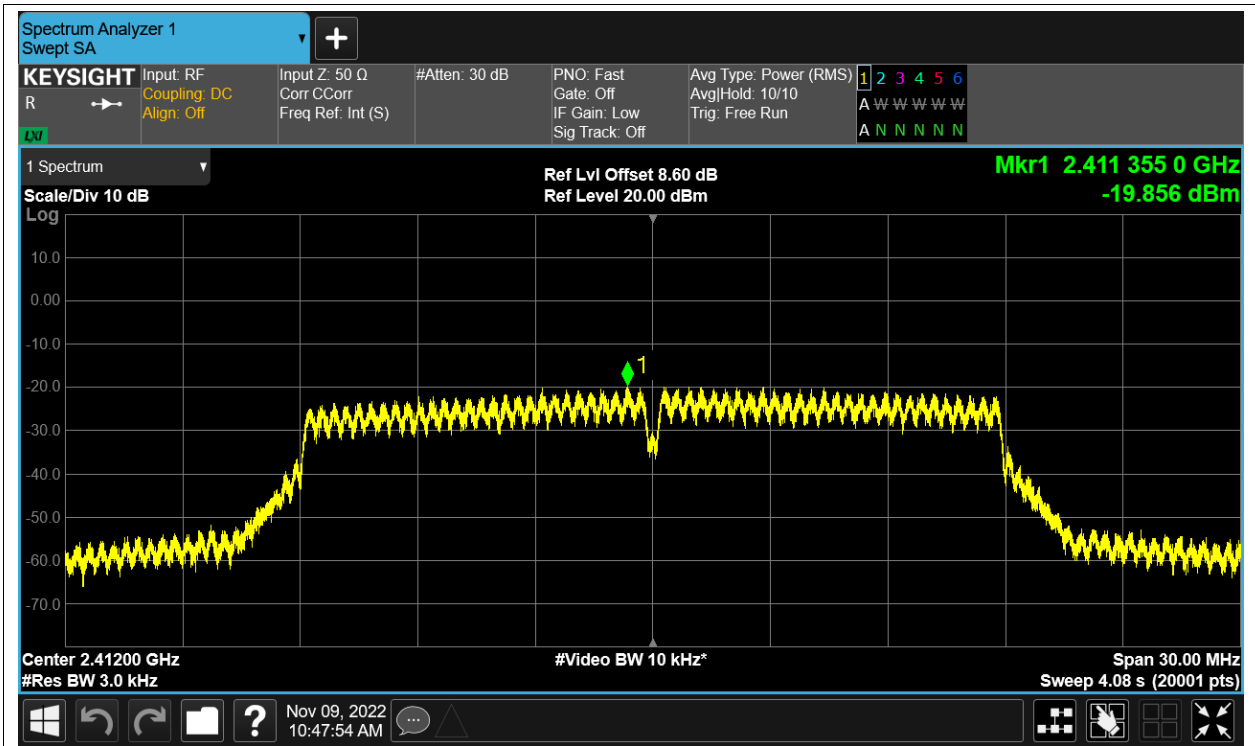 Spectrum Analyzer 1
Swept SA
KEYSIGHT
R
LXI
Input: RF
Coupling: DC
Align: Off
Input Z: 50 Ω
Corr CCorr
Freq Ref: Int (S)
#Atten: 30 dB
PNO: Fast
Gate: Off
IF Gain: Low
Sig Track: Off
Avg Type: Power (RMS)
Avg|Hold: 10/10
Trig: Free Run
1 2 3 4 5 6
A W W W W W
A N N N N N
1 Spectrum
Scale/Div 10 dB
Log
Ref Lvl Offset 8.60 dB
Ref Level 20.00 dBm
Mkr1 2.411 355 0 GHz
-19.856 dBm
10.0
0.00
-10.0
1
-20.0
-30.0
-40.0
-50.0
-60.0
-70.0
Center 2.41200 GHz
#Video BW 10 kHz*
Span 30.00 MHz
#Res BW 3.0 kHz
Sweep 4.08 s (20001 pts)
?
Nov 09, 2022
10:47:54 AM